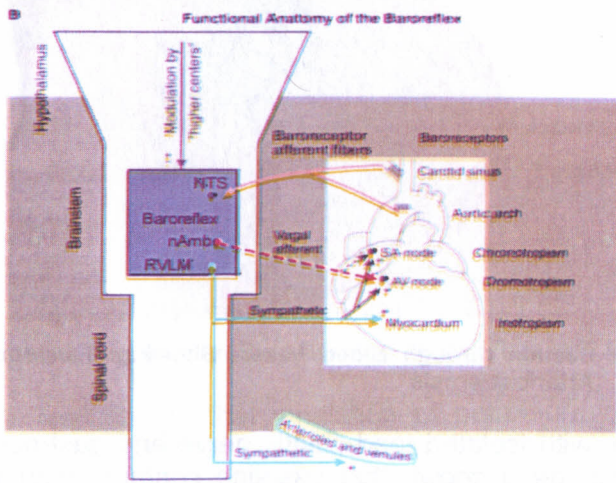 B
Functional Anatomy of the Baroreflex
Hypothalamus
Modulation by
"higher centers"
Baroreceptor
afferent fibers
Baroreceptors
NTS
Carotid sinus
Brainstem
Baroreflex
Aortic arch
nAmb
Vagal
SA-node
Chronotropism
RVLM
AV-node
Sympathetic
Myocardium
Inotropism
Spinal cord
Arterioles and venules
Sympathetic